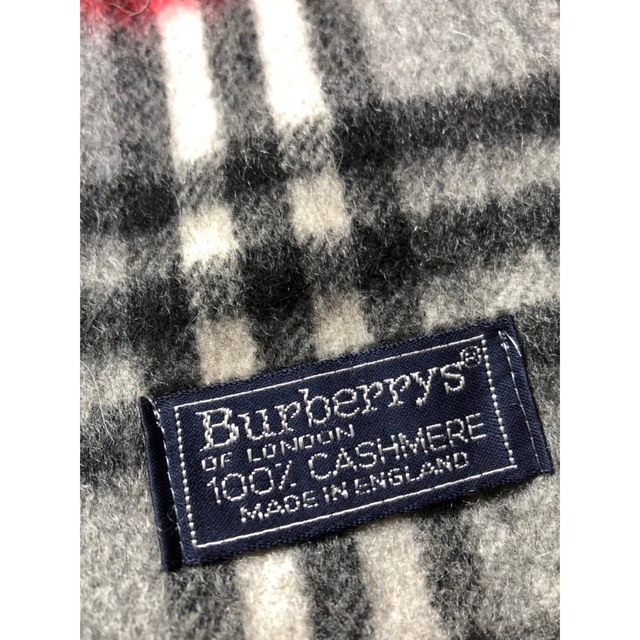 Burberrys®
OF LONDON
100% CASHMERE
MADE IN ENGLAND